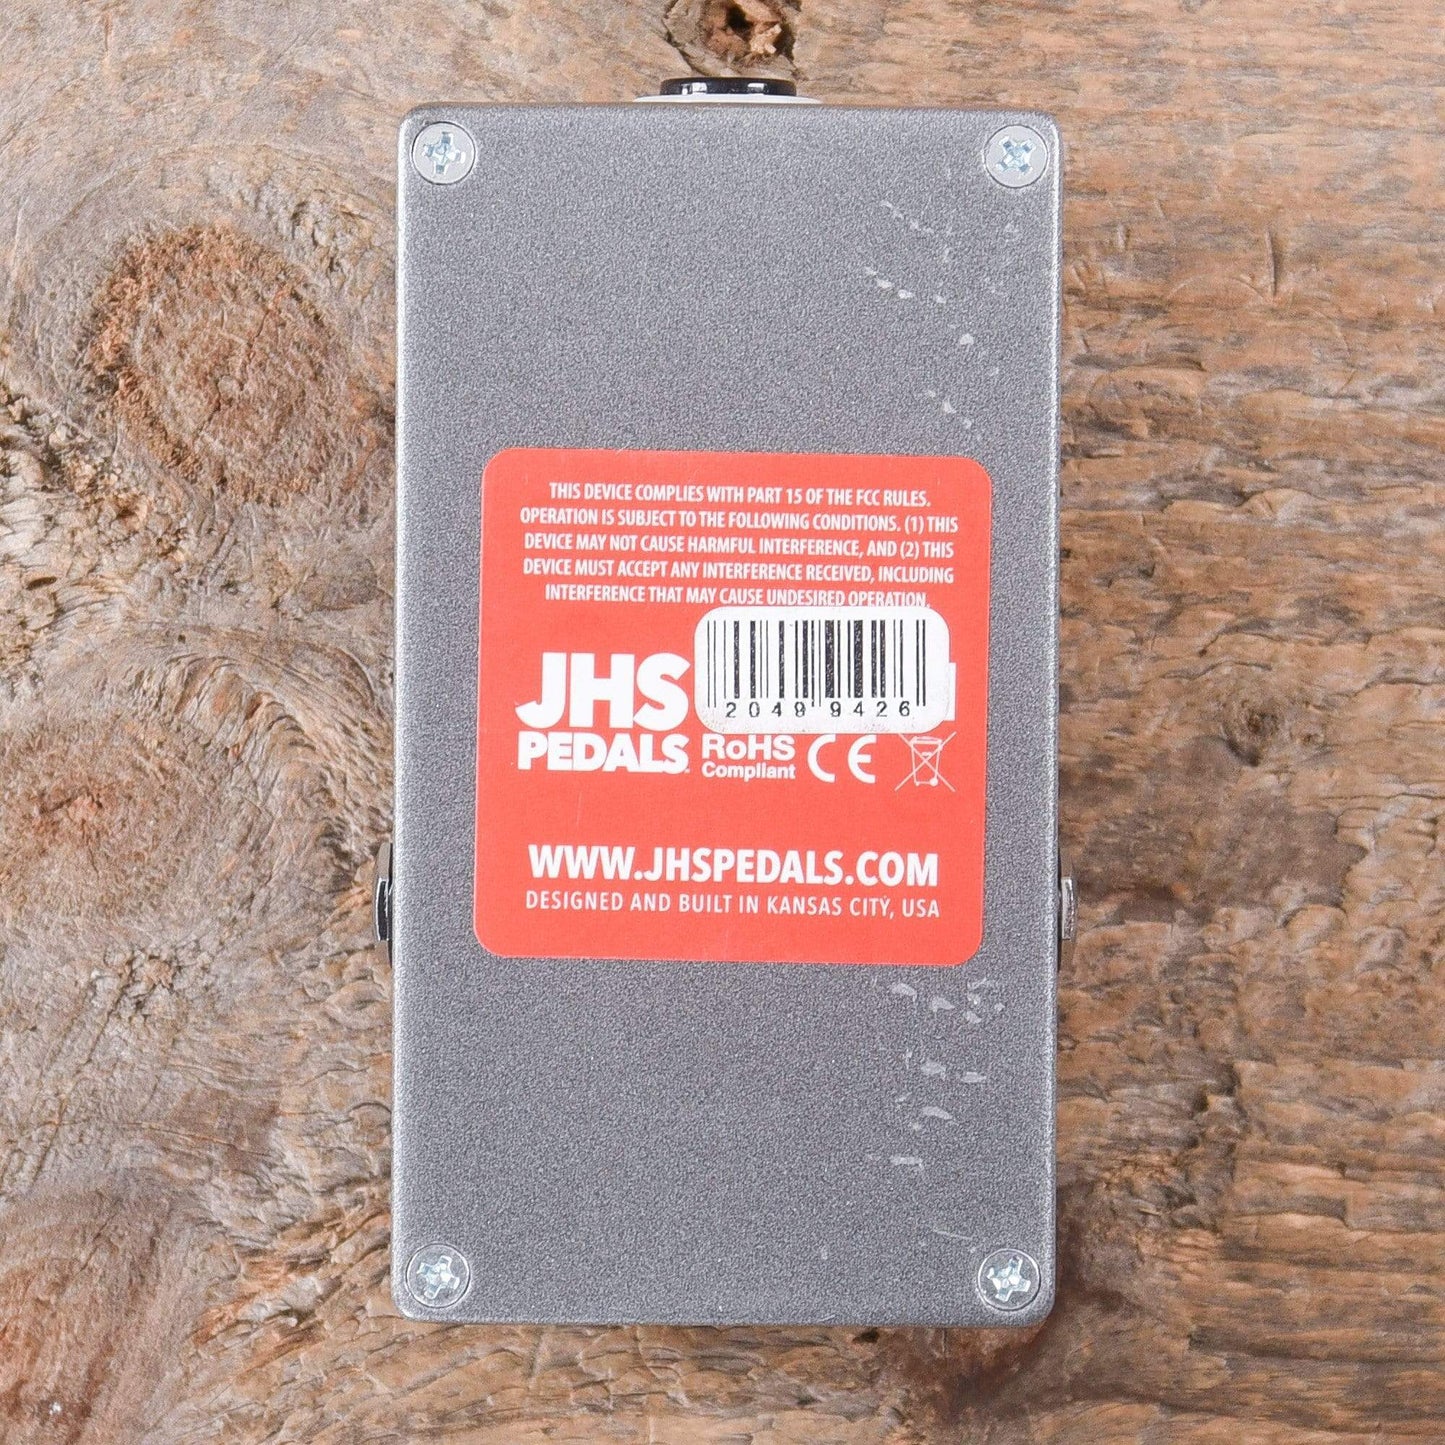 THIS DEVICE COMPLIES WITH PART 15 OF THE FCC RULES.
OPERATION IS SUBJECT TO THE FOLLOWING CONDITIONS. (1) THIS
DEVICE MAY NOT CAUSE HARMFUL INTERFERENCE, AND (2) THIS
DEVICE MUST ACCEPT ANY INTERFERENCE RECEIVED, INCLUDING
INTERFERENCE THAT MAY CAUSE UNDESIRED OPERATION.
JHS
PEDALS.
2049 9426
RoHS
Compliant
CE
WWW.JHSPEDALS.COM
DESIGNED AND BUILT IN KANSAS CITY, USA